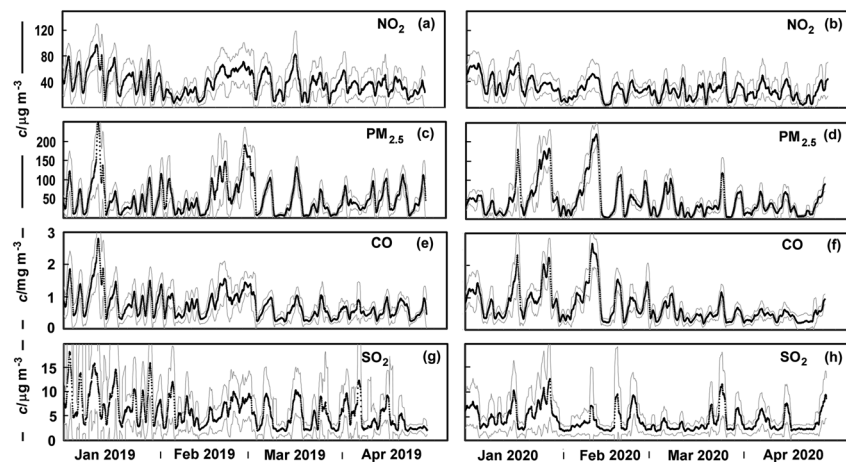 NO2 (a)
NO2 (b)
120
80
40
c/μg m-3
PM2.5 (c)
PM2.5 (d)
200
150
100
50
CO (e)
CO (f)
3
2
1
0
c/mg m-3
SO2 (g)
SO2 (h)
15
10
5
0
c/μg m-3
Jan 2019 Feb 2019 Mar 2019 Apr 2019
Jan 2020 Feb 2020 Mar 2020 Apr 2020